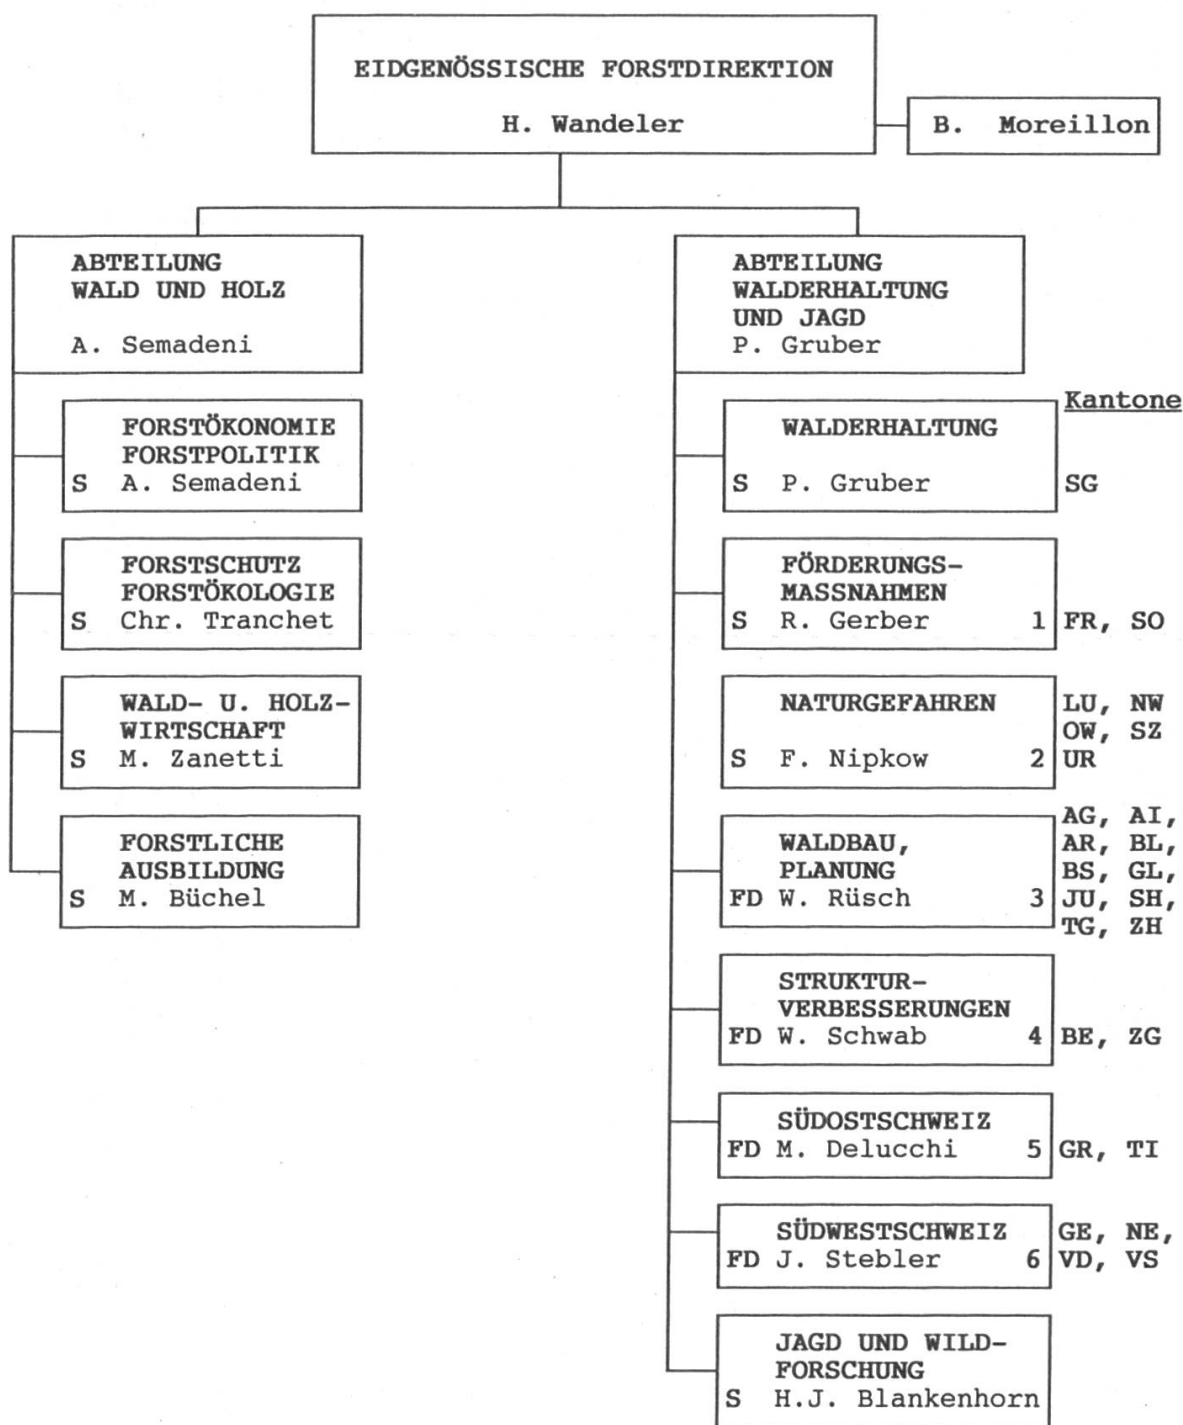 EIDGENÖSSISCHE FORSTDIREKTION
H. Wandeler
B. Moreillon
ABTEILUNG
WALD UND HOLZ
A. Semadeni
FORSTÖKONOMIE
FORSTPOLITIK
S A. Semadeni
FORSTSCHUTZ
FORSTÖKOLOGIE
S Chr. Tranchet
WALD- U. HOLZ-
WIRTSCHAFT
S M. Zanetti
FORSTLICHE
AUSBILDUNG
S M. Büchel
ABTEILUNG
WALDERHALTUNG
UND JAGD
P. Gruber
Kantone
WALDERHALTUNG
S P. Gruber
SG
FÖRDERUNGS-
MASSNAHMEN
S R. Gerber 1
FR, SO
NATURGEFAHREN
S F. Nipkow 2
LU, NW
OW, SZ
UR
WALDBAU,
PLANUNG
FD W. Rüsch 3
AG, AI,
AR, BL,
BS, GL,
JU, SH,
TG, ZH
STRUKTUR-
VERBESSERUNGEN
FD W. Schwab 4
BE, ZG
SÜDOSTSCHWEIZ
FD M. Delucchi 5
GR, TI
SÜDWESTSCHWEIZ
FD J. Stebler 6
GE, NE,
VD, VS
JAGD UND WILD-
FORSCHUNG
S H.J. Blankenhorn